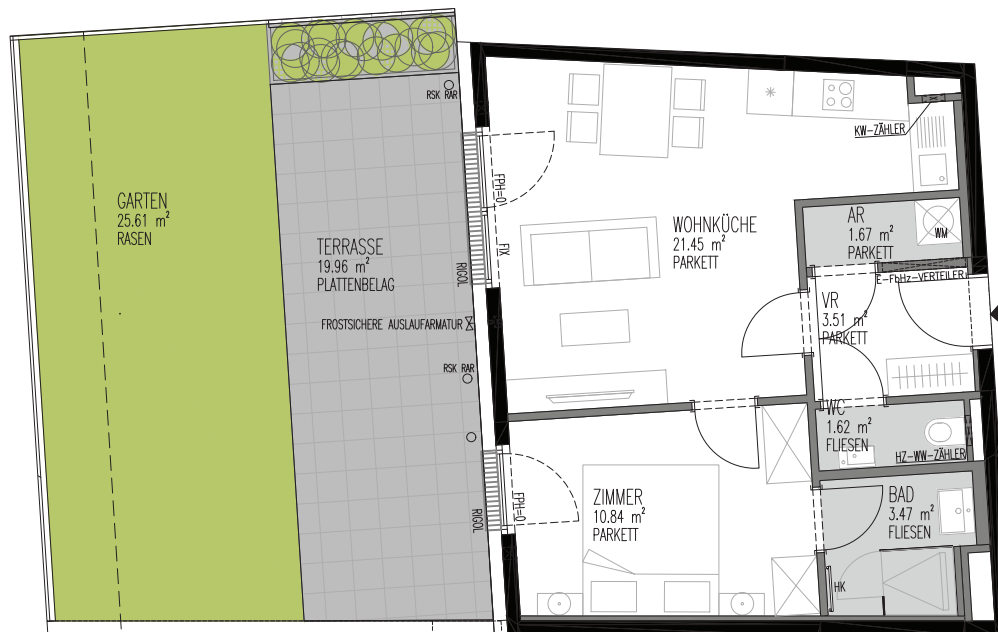 GARTEN
25.61 m²
RASEN
RSK RAR
TERRASSE
19.96 m²
PLATTENBELAG
RIGOL
FROSTSICHERE AUSLAUFARMATUR
RSK RAR
RIGOL
FPH=0
FIX
FPH=0
WOHNKÜCHE
21.45 m²
PARKETT
KW-ZÄHLER
AR
1.67 m²
PARKETT
WM
E-FbHz-VERTEILER
VR
3.51 m²
PARKETT
WC
1.62 m²
FLIESEN
HZ-WW-ZÄHLER
ZIMMER
10.84 m²
PARKETT
BAD
3.47 m²
FLIESEN
HK